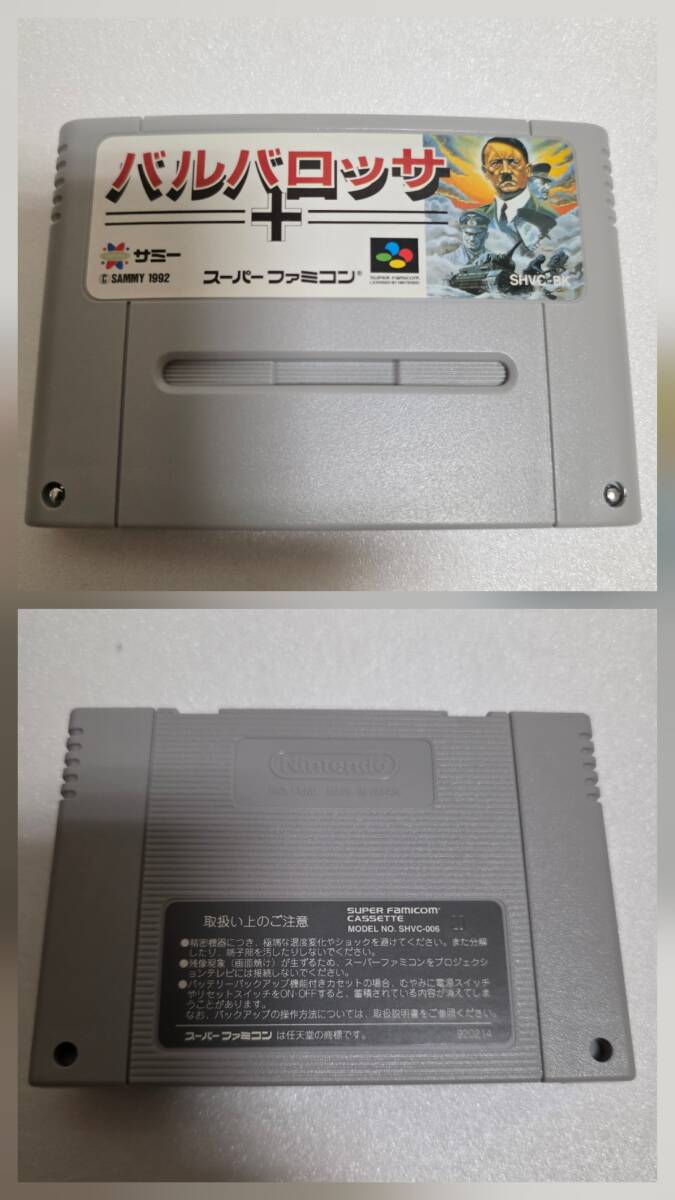 バルバロッサ
サミー
© SAMMY 1992
スーパーファミコン®
SUPER FAMICOM
LICENSED BY NINTENDO
SHVC-BK
Nintendo
取扱い上のご注意
SUPER FAMICOM
CASSETTE
MODEL NO. SHVC-006
●精密機器につき、極端な温度変化やショックを避けてください。また分解
したり、端子部を汚したりしないでください。
●残像現象(画面焼け)が生ずるため、スーパーファミコンをプロジェクシ
ョンテレビには接続しないでください。
●バッテリーバックアップ機能付きカセットの場合、むやみに電源スイッチ
やリセットスイッチをON・OFFすると、蓄積されている内容が消えてしま
うことがあります。
なお、バックアップの操作方法については、取扱説明書をご参照ください。
スーパーファミコンは任天堂の商標です。
920214